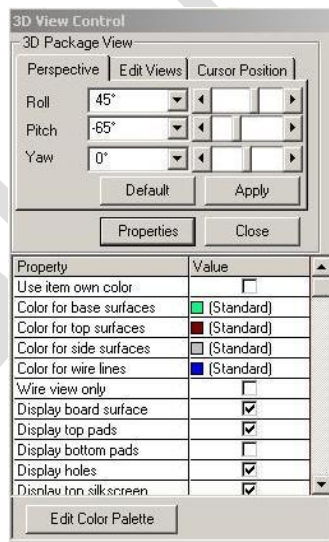 3D View Control
3D Package View
Perspective Edit Views Cursor Position
Roll 45°
Pitch -65°
Yaw 0°
Default Apply
Properties Close
Property Value
Use item own color
Color for base surfaces (Standard)
Color for top surfaces (Standard)
Color for side surfaces (Standard)
Color for wire lines (Standard)
Wire view only
Display board surface
Display top pads
Display bottom pads
Display holes
Display top silkscreen
Edit Color Palette